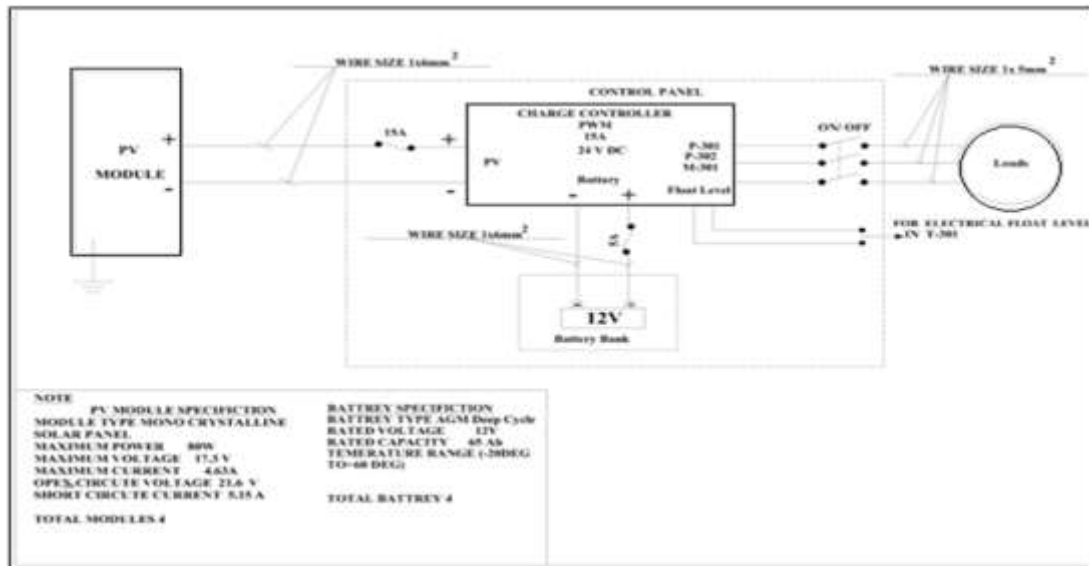 WIRE SIZE 1x6mm²
WIRE SIZE 1x 5mm²
CONTROL PANEL
CHARGE CONTROLLER
PWM
15A
24 V DC
PV
Battery
P-301
P-302
M-301
Float Level
+
-
PV
MODULE
+
-
15A
ON/ OFF
Loads
FOR ELECTRICAL FLOAT LEVEL
IN T-301
- +
WIRE SIZE 1x6mm²
- -
12V
Battery Bank
NOTE
PV MODULE SPECIFICTION
MODULE TYPE MONO CRYSTALLINE
SOLAR PANEL
MAXIMUM POWER 80W
MAXIMUM VOLTAGE 17.3 V
MAXIMUM CURRENT 4.63A
CIRCUTE VOLTAGE 21.6 V
SHORT CIRCUTE CURRENT 5.15 A
TOTAL MODULES 4
BATTREY SPECIFICTION
BATTREY TYPE AGM Deep Cycle
RATED VOLTAGE 12V
RATED CAPACITY 65 Ah
TEMERATURE RANGE (-20DEG
DEG)
TOTAL BATTREY 4